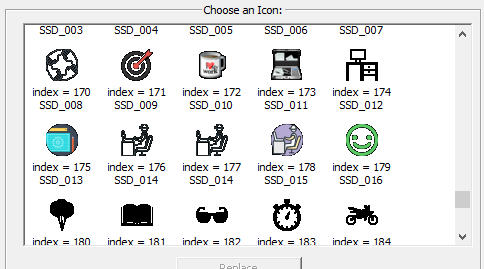 Choose an Icon:
SSD_003 SSD_004 SSD_005 SSD_006 SSD_007
work
index = 170 index = 171 index = 172 index = 173 index = 174
SSD_008 SSD_009 SSD_010 SSD_011 SSD_012
index = 175 index = 176 index = 177 index = 178 index = 179
SSD_013 SSD_014 SSD_014 SSD_015 SSD_016
index = 180 index = 181 index = 182 index = 183 index = 184
Replace